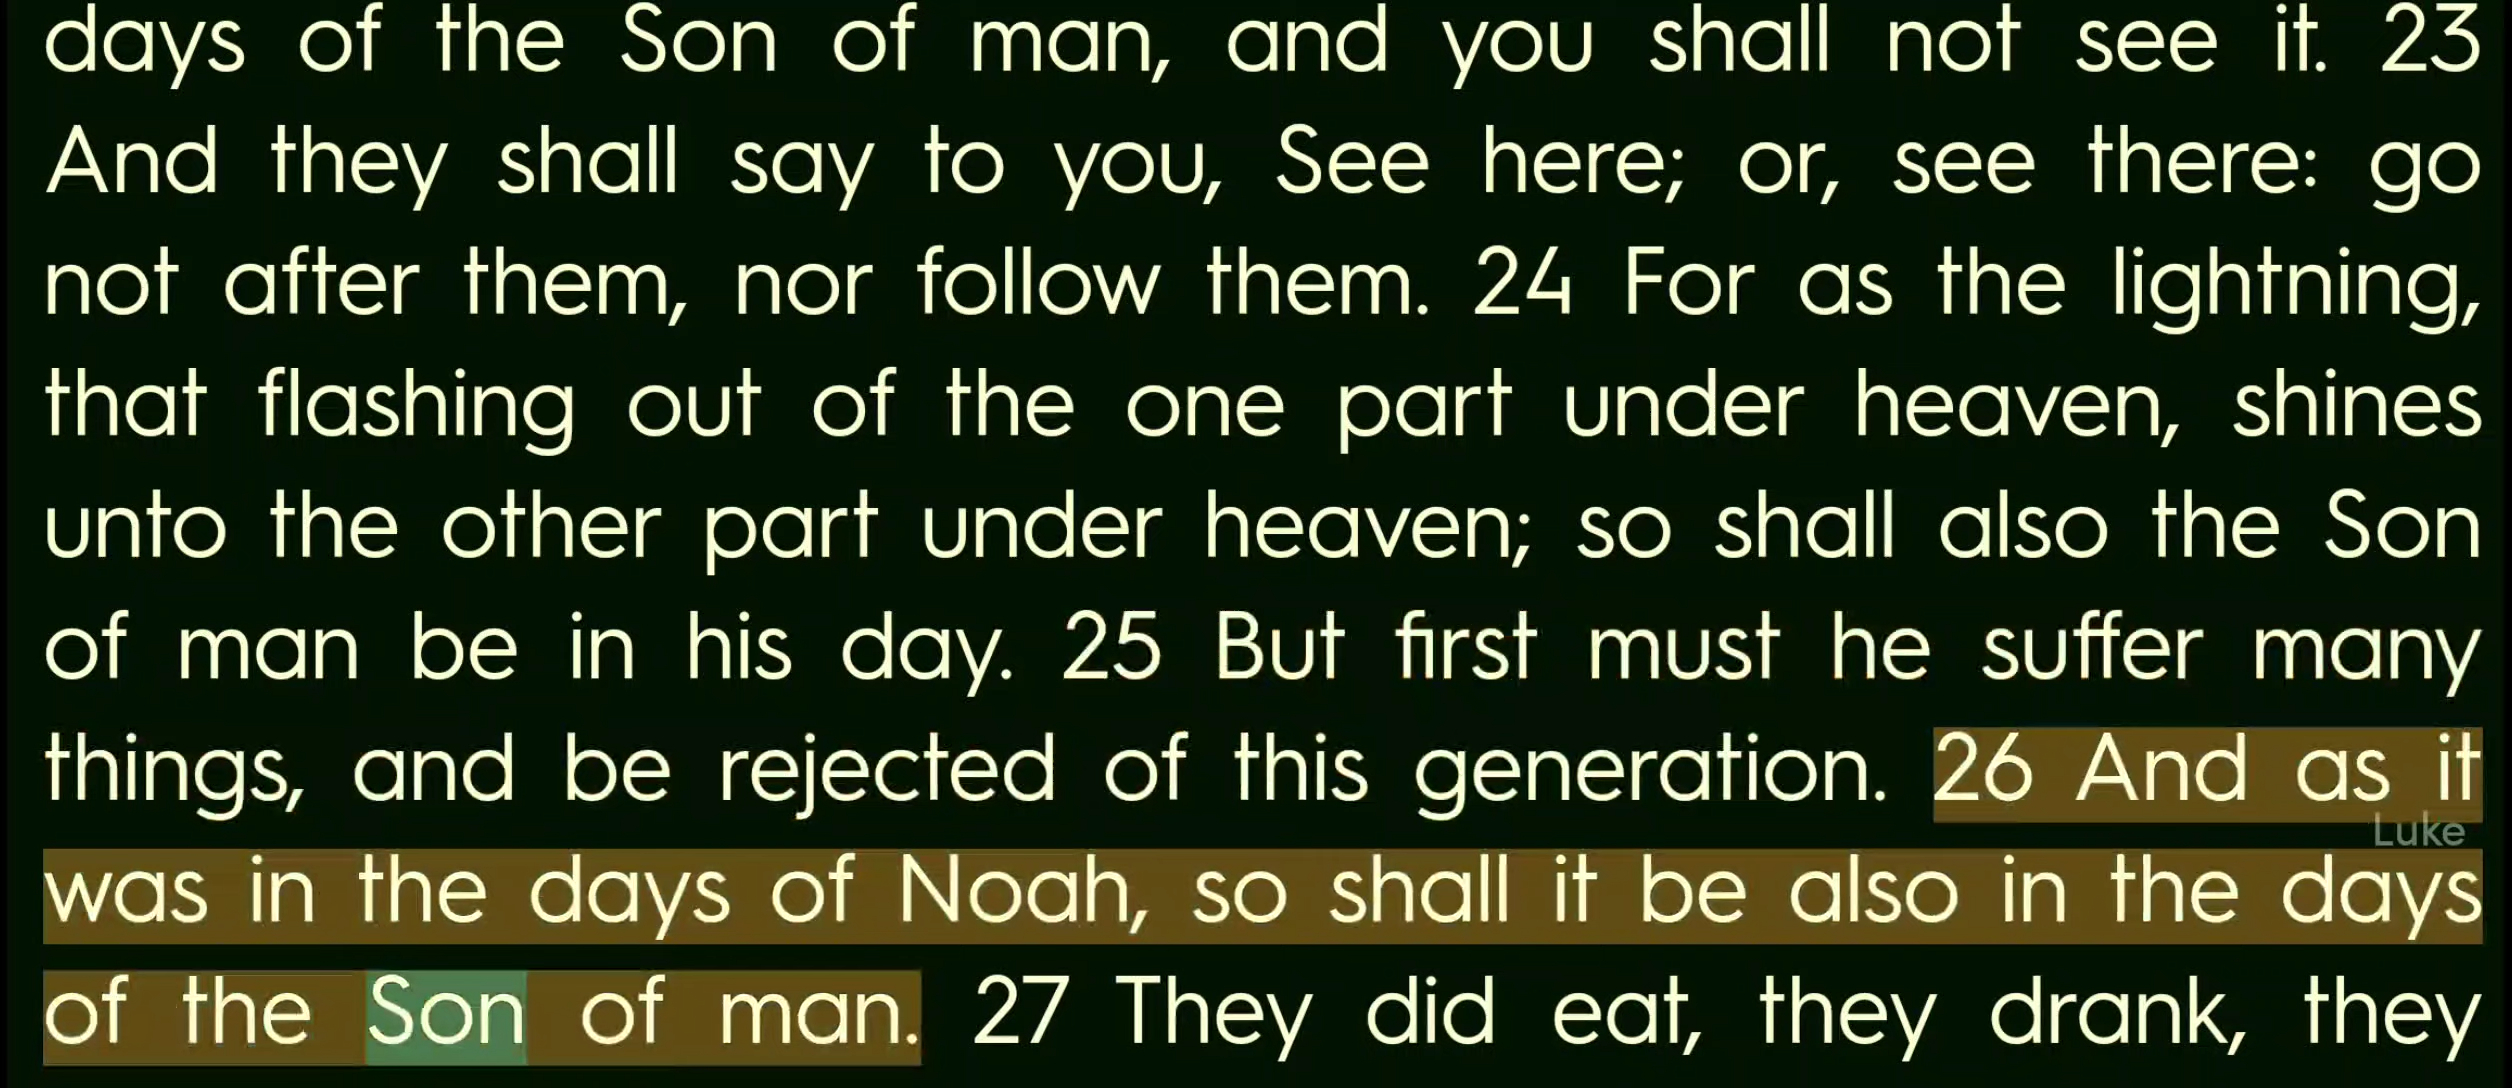 days of the Son of man, and you shall not see it. 23
And they shall say to you, See here; or, see there: go
not after them, nor follow them. 24 For as the lightning,
that flashing out of the one part under heaven, shines
unto the other part under heaven; so shall also the Son
of man be in his day. 25 But first must he suffer many
things, and be rejected of this generation. 26 And as it
Luke
was in the days of Noah, so shall it be also in the days
of the Son of man. 27 They did eat, they drank, they